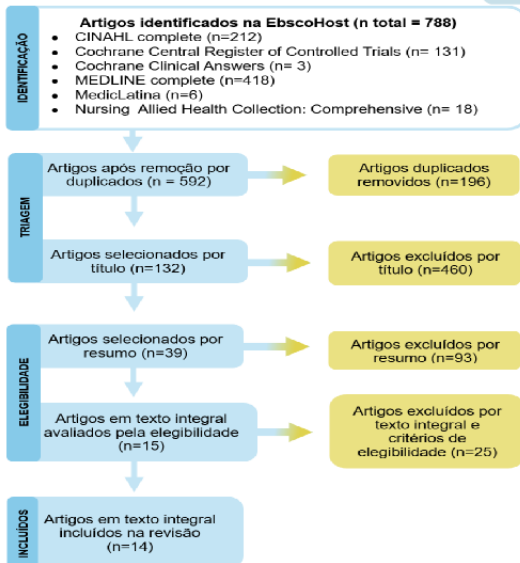 IDENTIFICAÇÃO
Artigos identificados na EbscoHost (n total = 788)
• CINAHL complete (n=212)
• Cochrane Central Register of Controlled Trials (n= 131)
• Cochrane Clinical Answers (n= 3)
• MEDLINE complete (n=418)
• MedicLatina (n=6)
• Nursing Allied Health Collection: Comprehensive (n= 18)
TRIAGEM
Artigos após remoção por
duplicados (n = 592)
Artigos duplicados
removidos (n=196)
Artigos selecionados por
título (n=132)
Artigos excluídos por
título (n=460)
ELEGIBILIDADE
Artigos selecionados por
resumo (n=39)
Artigos excluídos por
resumo (n=93)
Artigos em texto integral
avaliados pela elegibilidade
(n=15)
Artigos excluídos por
texto integral e
critérios de
elegibilidade (n=25)
INCLUÍDOS
Artigos em texto integral
incluídos na revisão
(n=14)